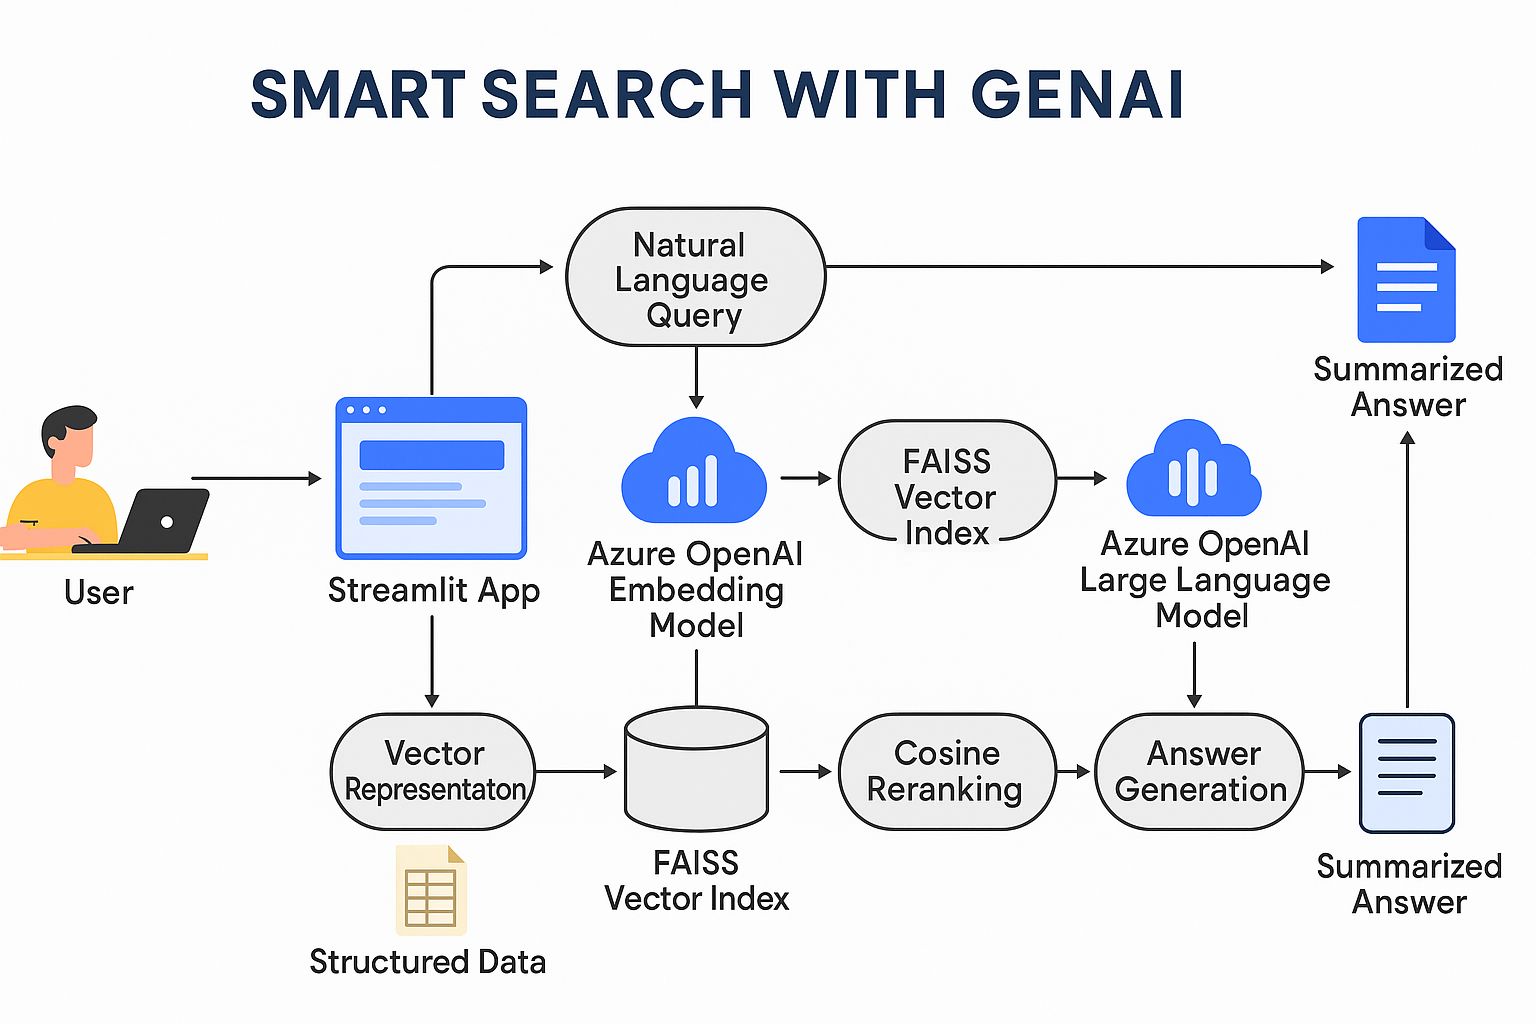 SMART SEARCH WITH GENAI
Natural
Language
Query
Summarized
Answer
User
Streamlit App
Azure OpenAI
Embedding
Model
FAISS
Vector
Index
Azure OpenAI
Large Language
Model
Vector
Representaton
Structured Data
FAISS
Vector Index
Cosine
Reranking
Answer
Generation
Summarized
Answer